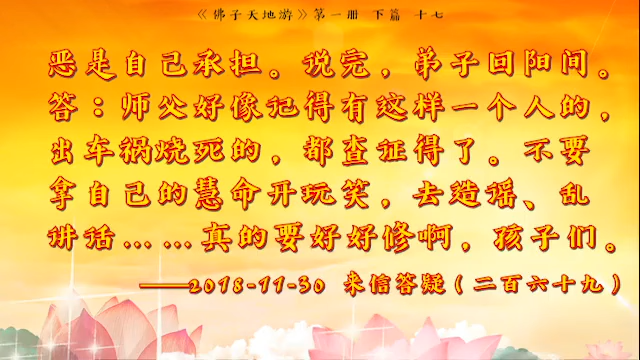 《佛子天地游》第一册 下篇 十七
恶是自己承担。说完，弟子回阳间。
答：师父好像记得有这样一个人的，
出车祸烧死的，都查证得了。不要
拿自己的慧命开玩笑，去造谣、乱
讲话……真的要好好修啊，孩子们。
——2018-11-30 来信答疑（二百六十九）